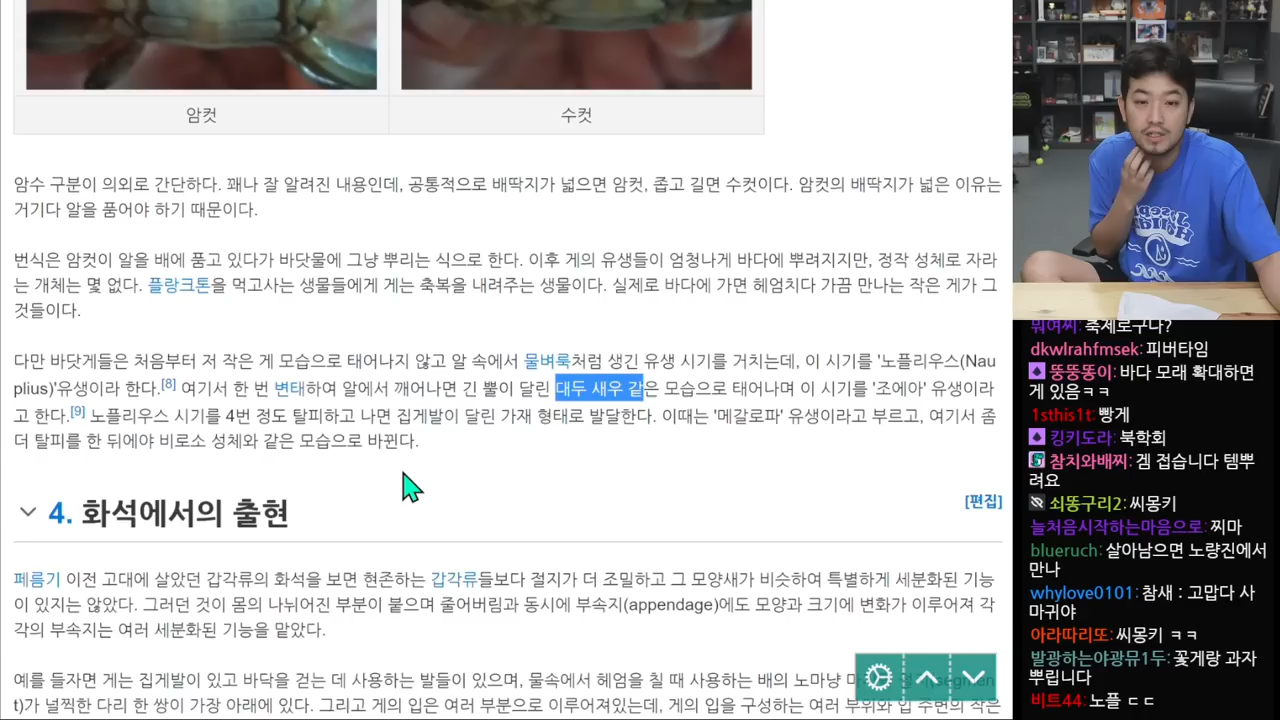 암컷
수컷
암수 구분이 의외로 간단하다. 꽤나 잘 알려진 내용인데, 공통적으로 배딱지가 넓으면 암컷, 좁고 길면 수컷이다. 암컷의 배딱지가 넓은 이유는
거기다 알을 품어야 하기 때문이다.
번식은 암컷이 알을 배에 품고 있다가 바닷물에 그냥 뿌리는 식으로 한다. 이후 게의 유생들이 엄청나게 바다에 뿌려지지만, 정작 성체로 자라
는 개체는 몇 없다. 플랑크톤을 먹고사는 생물들에게 게는 축복을 내려주는 생물이다. 실제로 바다에 가면 헤엄치다 가끔 만나는 작은 게가 그
것들이다.
다만 바닷게들은 처음부터 저 작은 게 모습으로 태어나지 않고 알 속에서 물벼룩처럼 생긴 유생 시기를 거치는데, 이 시기를 '노플리우스(Nau
plius)'유생이라 한다.[8] 여기서 한 번 변태하여 알에서 깨어나면 긴 뿔이 달린 대두 새우 같은 모습으로 태어나며 이 시기를 '조에아' 유생이라
고 한다.[9] 노플리우스 시기를 4번 정도 탈피하고 나면 집게발이 달린 가재 형태로 발달한다. 이때는 '메갈로파' 유생이라고 부르고, 여기서 좀
더 탈피를 한 뒤에야 비로소 성체와 같은 모습으로 바뀐다.
4. 화석에서의 출현
[편집]
페름기 이전 고대에 살았던 갑각류의 화석을 보면 현존하는 갑각류들보다 절지가 더 조밀하고 그 모양새가 비슷하여 특별하게 세분화된 기능
이 있지는 않았다. 그러던 것이 몸의 나뉘어진 부분이 붙으며 줄어버림과 동시에 부속지(appendage)에도 모양과 크기에 변화가 이루어져 각
각의 부속지는 여러 세분화된 기능을 맡았다.
예를 들자면 게는 집게발이 있고 바닥을 걷는 데 사용하는 발들이 있으며, 물속에서 헤엄을 칠 때 사용하는 배의 노마냥
t)가 널찍한 다리 한 쌍이 가장 아래에 있다. 그리고 게의 입은 여러 부분으로 이루어져있는데, 게의 입을 구성하는 여러 부위와 입 주변의 작은
뭐여씨: 축제로구나?
dkwlrahfmsek: 피버타임
뚱뚱똥이: 바다 모래 확대하면
게 있음ㅋㅋ
1sthis1t: 빵게
킹키도라: 북학회
참치와배찌: 겜 접습니다 템뿌
려요
쇠똥구리2: 씨몽키
늘처음시작하는마음으로: 찌마
blueruch: 살아남으면 노량진에서
만나
whylove0101: 참새 : 고맙다 사
마귀야
아라따리또: 씨몽키 ㅋㅋ
발광하는야광뮤1두: 꽃게랑 과자
뿌립니다
비트44: 노플 ㄷㄷ